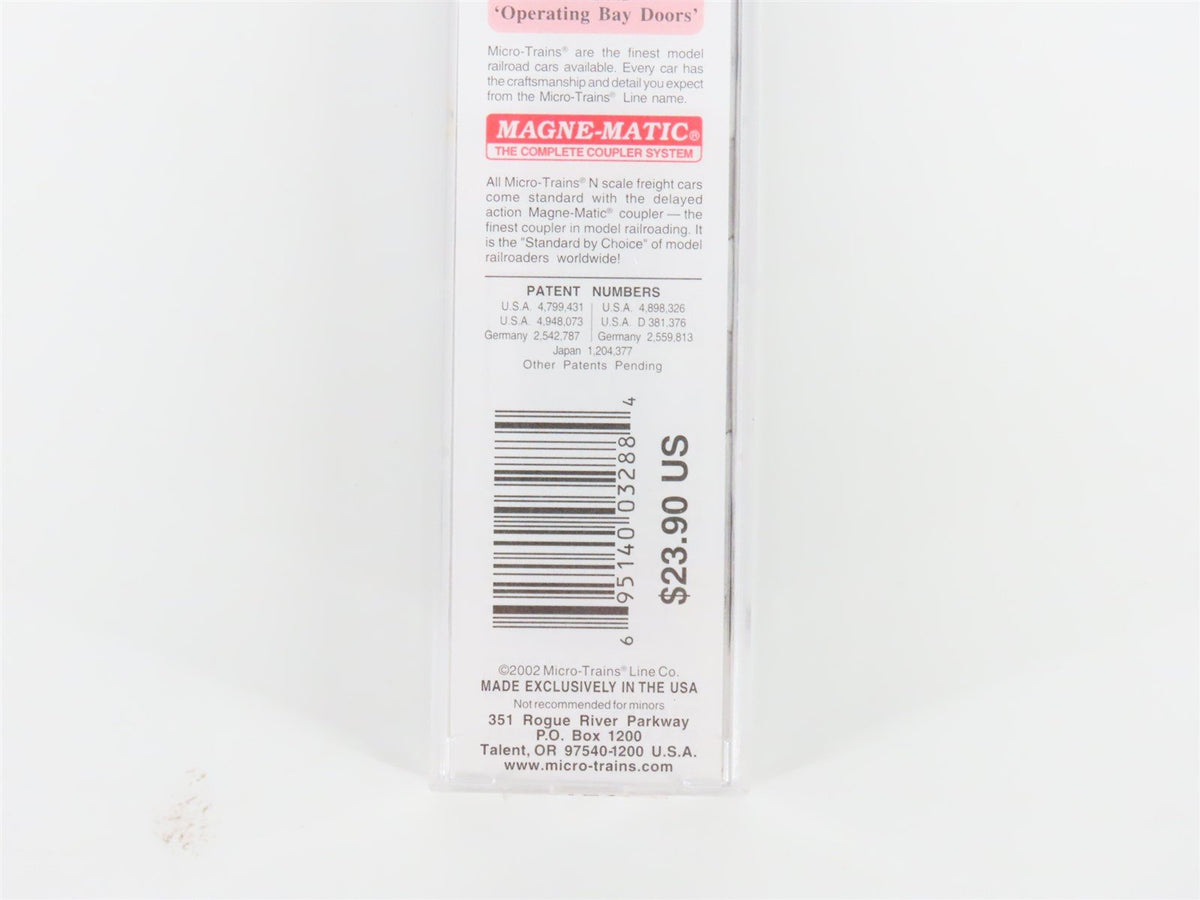 'Operating Bay Doors'
Micro-Trains® are the finest model
railroad cars available. Every car has
the craftsmanship and detail you expect
from the Micro-Trains® Line name.
MAGNE-MATIC®
THE COMPLETE COUPLER SYSTEM
All Micro-Trains® N scale freight cars
come standard with the delayed
action Magne-Matic® coupler — the
finest coupler in model railroading. It
is the "Standard by Choice" of model
railroaders worldwide!
PATENT NUMBERS
U.S.A. 4,799,431 | U.S.A. 4,898,326
U.S.A. 4,948,073 | U.S.A. D 381,376
Germany 2,542,787 | Germany 2,559,813
Japan 1,204,377
Other Patents Pending
6 95140 03288 4
$23.90 US
©2002 Micro-Trains® Line Co.
MADE EXCLUSIVELY IN THE USA
Not recommended for minors
351 Rogue River Parkway
P.O. Box 1200
Talent, OR 97540-1200 U.S.A.
www.micro-trains.com